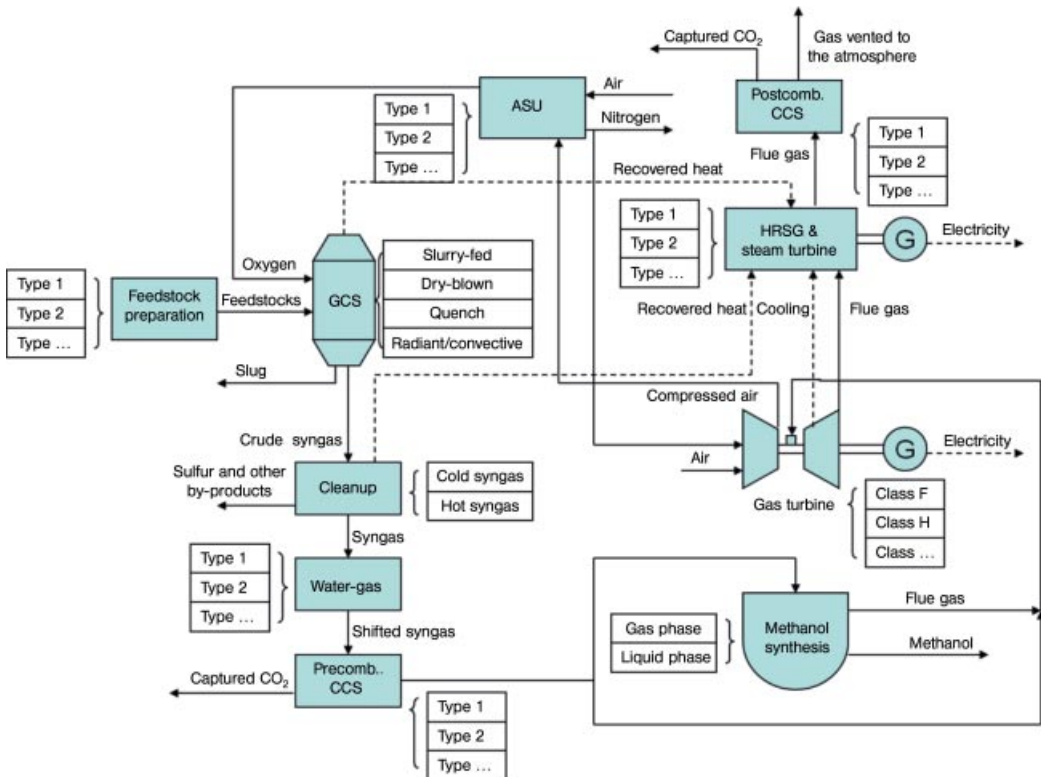 Captured CO2
Gas vented to
the atmosphere
Air
ASU
Type 1
Type 2
Type ...
Nitrogen
Postcomb.
CCS
Type 1
Type 2
Type ...
Flue gas
Recovered heat
Type 1
Type 2
Type ...
HRSG &
steam turbine
G
Electricity
Oxygen
Slurry-fed
Dry-blown
Quench
Radiant/convective
GCS
Type 1
Type 2
Type ...
Feedstock
preparation
Feedstocks
Recovered heat
Cooling
Flue gas
Slug
Compressed air
Crude syngas
Air
G
Electricity
Sulfur and other
by-products
Cleanup
Cold syngas
Hot syngas
Gas turbine
Class F
Class H
Class ...
Syngas
Type 1
Type 2
Type ...
Water-gas
Shifted syngas
Flue gas
Gas phase
Liquid phase
Methanol
synthesis
Methanol
Captured CO2
Precomb..
CCS
Type 1
Type 2
Type ...